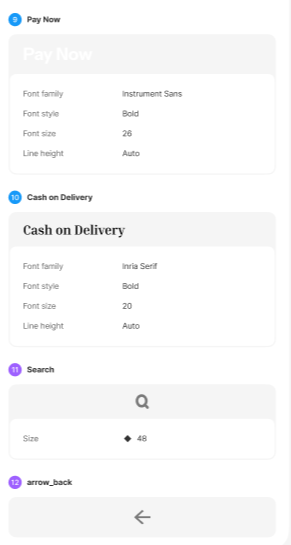 9 Pay Now
Pay Now
Font family Instrument Sans
Font style Bold
Font size 26
Line height Auto
10 Cash on Delivery
Cash on Delivery
Font family Inria Serif
Font style Bold
Font size 20
Line height Auto
11 Search
Size 48
12 arrow_back